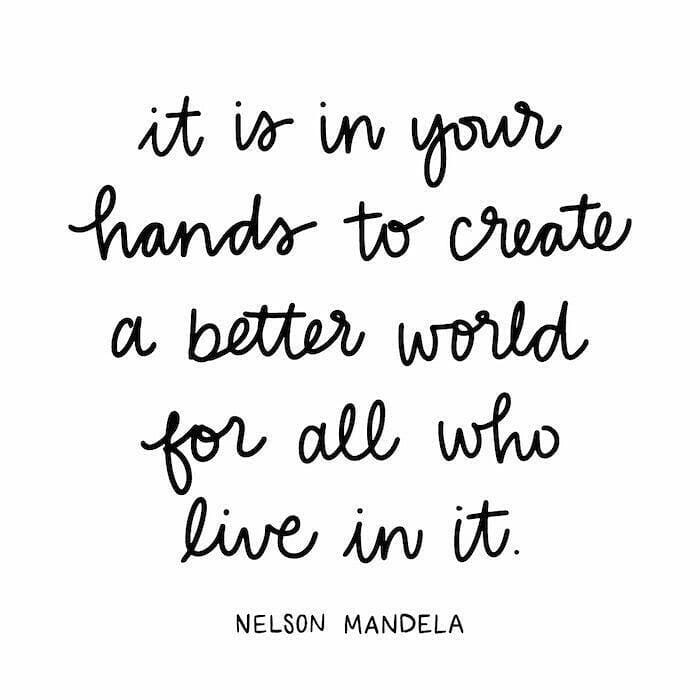 it is in your
hands to create
a better world
for all who
live in it.
NELSON MANDELA